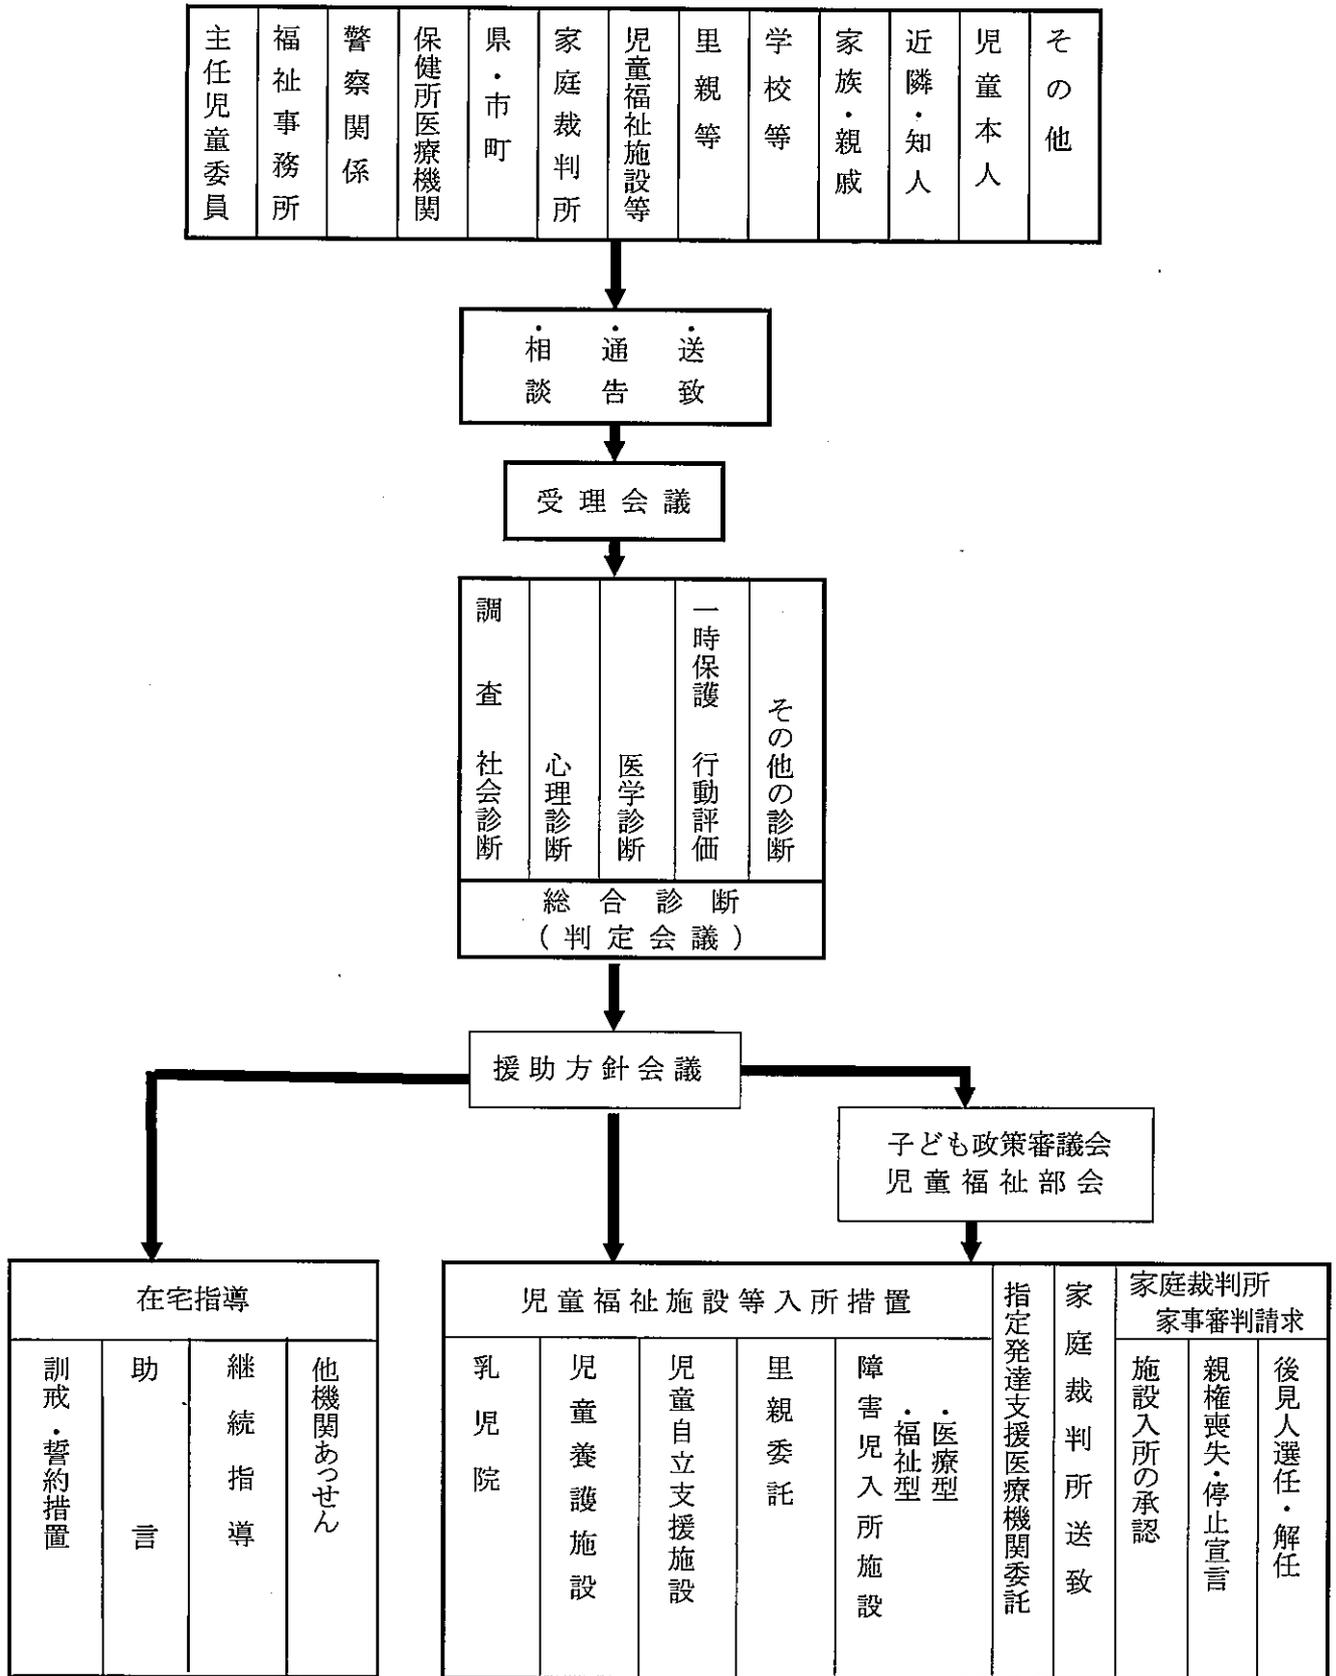 主任児童委員
福祉事務所
警察関係
保健所医療機関
県・市町
家庭裁判所
児童福祉施設等
里親等
学校等
家族・親戚
近隣・知人
児童本人
その他
・相談
・通告
・送致
受理会議
調査 社会診断
心理診断
医学診断
一時保護 行動評価
その他の診断
総合診断
(判定会議)
援助方針会議
子ども政策審議会
児童福祉部会
在宅指導
訓戒・誓約措置
助言
継続指導
他機関あっせん
児童福祉施設等入所措置
乳児院
児童養護施設
児童自立支援施設
里親委託
障害児入所施設
・福祉型
・医療型
指定発達支援医療機関委託
家庭裁判所送致
家庭裁判所
家事審判請求
施設入所の承認
親権喪失・停止宣言
後見人選任・解任